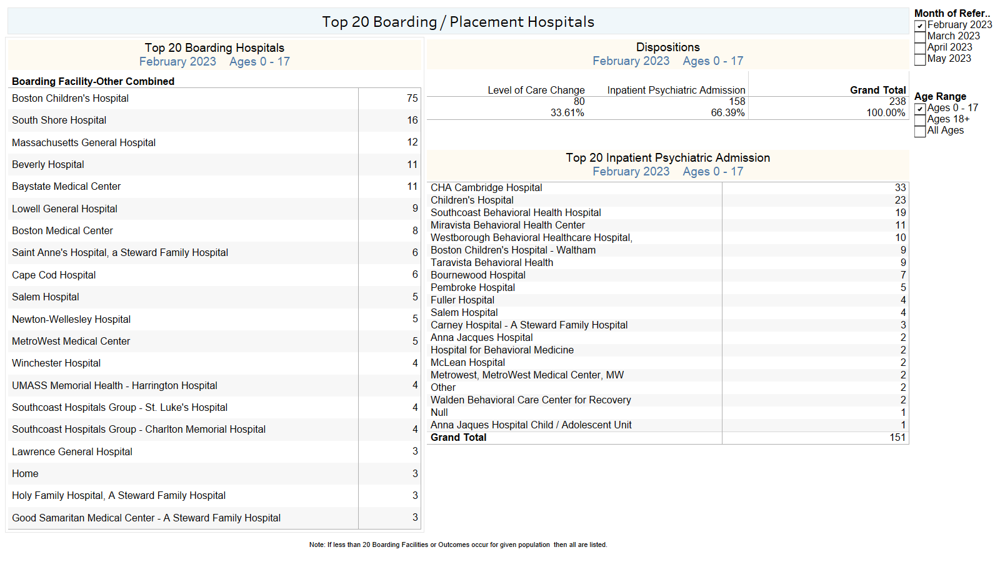 Top 20 Boarding / Placement Hospitals
Top 20 Boarding Hospitals
February 2023 Ages 0 - 17
Boarding Facility-Other Combined
Boston Children's Hospital 75
South Shore Hospital 16
Massachusetts General Hospital 12
Beverly Hospital 11
Baystate Medical Center 11
Lowell General Hospital 9
Boston Medical Center 8
Saint Anne's Hospital, a Steward Family Hospital 6
Cape Cod Hospital 6
Salem Hospital 5
Newton-Wellesley Hospital 5
MetroWest Medical Center 5
Winchester Hospital 4
UMASS Memorial Health - Harrington Hospital 4
Southcoast Hospitals Group - St. Luke's Hospital 4
Southcoast Hospitals Group - Charlton Memorial Hospital 4
Lawrence General Hospital 3
Home 3
Holy Family Hospital, A Steward Family Hospital 3
Good Samaritan Medical Center - A Steward Family Hospital 3
Dispositions
February 2023 Ages 0 - 17
Level of Care Change Inpatient Psychiatric Admission Grand Total
80 158 238
33.61% 66.39% 100.00%
Top 20 Inpatient Psychiatric Admission
February 2023 Ages 0 - 17
CHA Cambridge Hospital 33
Children's Hospital 23
Southcoast Behavioral Health Hospital 19
Miravista Behavioral Health Center 11
Westborough Behavioral Healthcare Hospital, 10
Boston Children's Hospital - Waltham 9
Taravista Behavioral Health 9
Bournewood Hospital 7
Pembroke Hospital 5
Fuller Hospital 4
Salem Hospital 4
Carney Hospital - A Steward Family Hospital 3
Anna Jacques Hospital 2
Hospital for Behavioral Medicine 2
McLean Hospital 2
Metrowest, MetroWest Medical Center, MW 2
Other 2
Walden Behavioral Care Center for Recovery 2
Null 1
Anna Jaques Hospital Child / Adolescent Unit 1
Grand Total 151
Month of Refer..
February 2023
March 2023
April 2023
May 2023
Age Range
Ages 0 - 17
Ages 18+
All Ages
Note: If less than 20 Boarding Facilities or Outcomes occur for given population then all are listed.